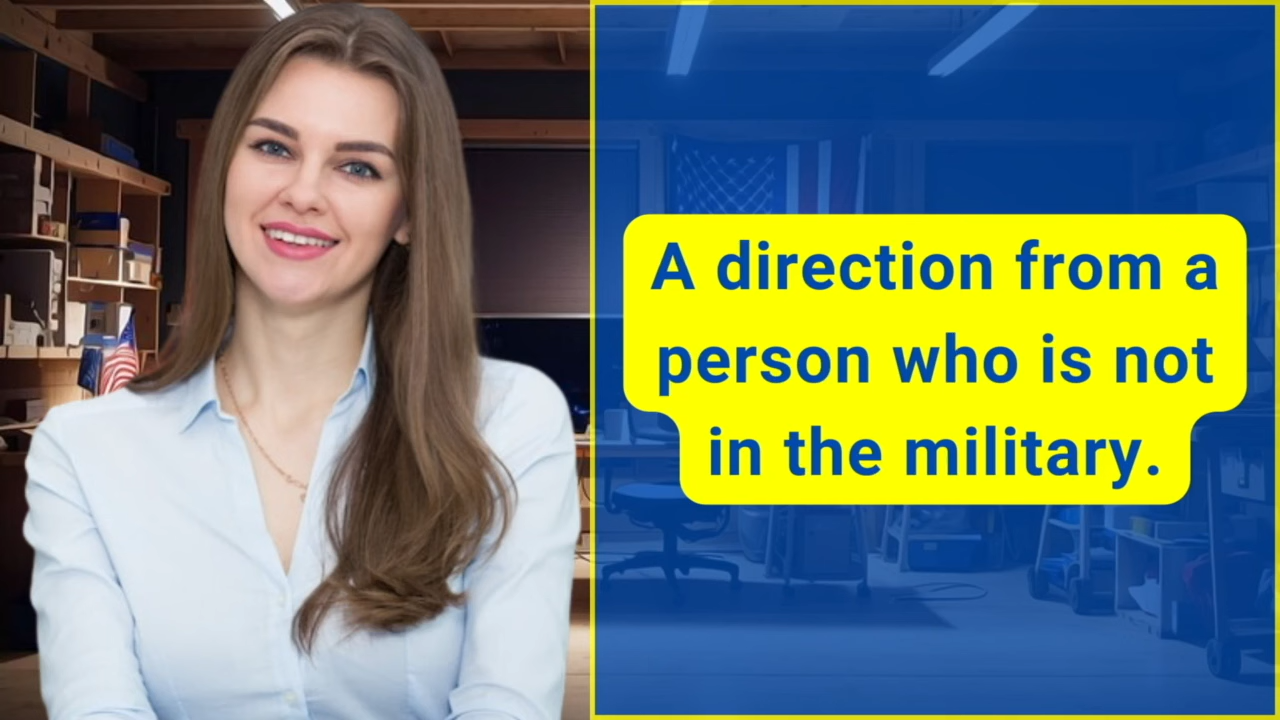 A direction from a
person who is not
in the military.